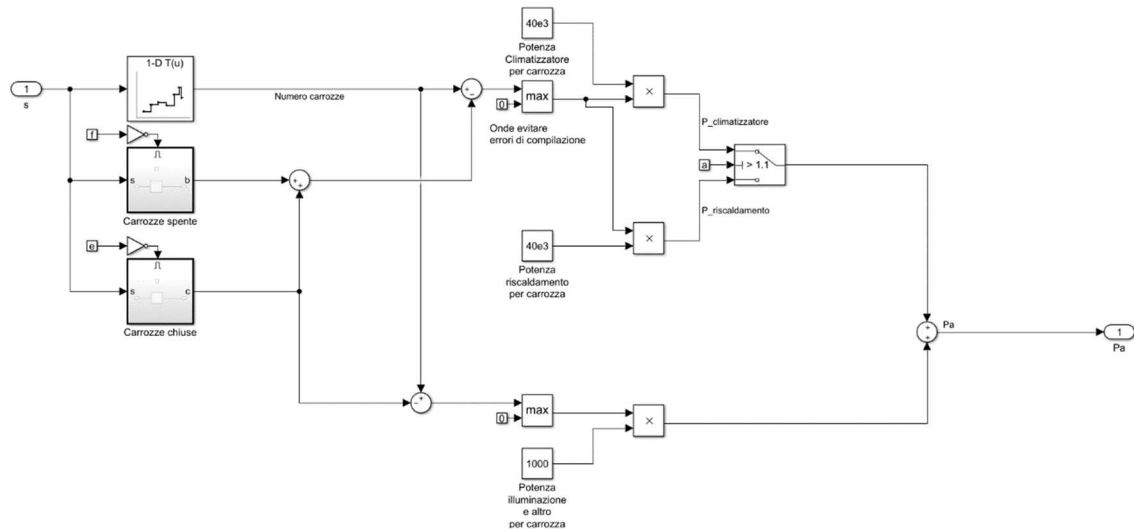 1
s
1-D T(u)
Numero carrozze
f
s
b
Carrozze spente
e
s
c
Carrozze chiuse
+
−
+
+
−
+
0
max
Onde evitare
errori di compilazione
40e3
Potenza
Climatizzatore
per carrozza
×
P_climatizzatore
a
> 1.1
P_riscaldamento
×
40e3
Potenza
riscaldamento
per carrozza
0
max
×
1000
Potenza
illuminazione
e altro
per carrozza
+
+
Pa
1
Pa